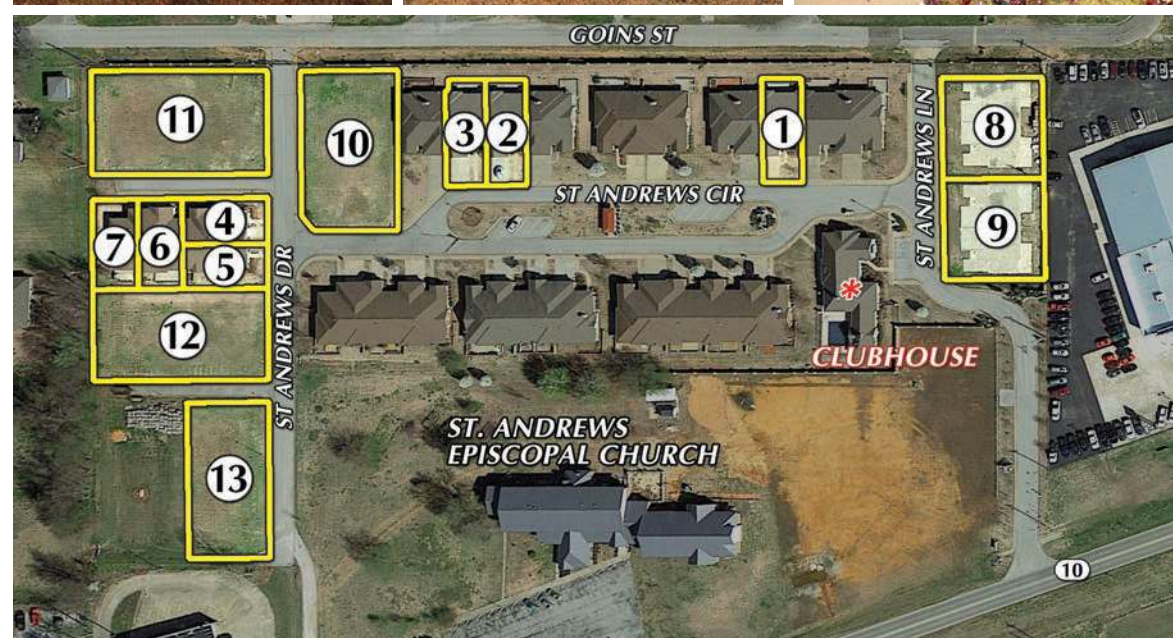 GOINS ST
11
10
3
2
1
ST ANDREWS LN
8
ST ANDREWS CIR
7
6
4
5
9
ST ANDREWS DR
*
12
CLUBHOUSE
ST. ANDREWS
EPISCOPAL CHURCH
13
10